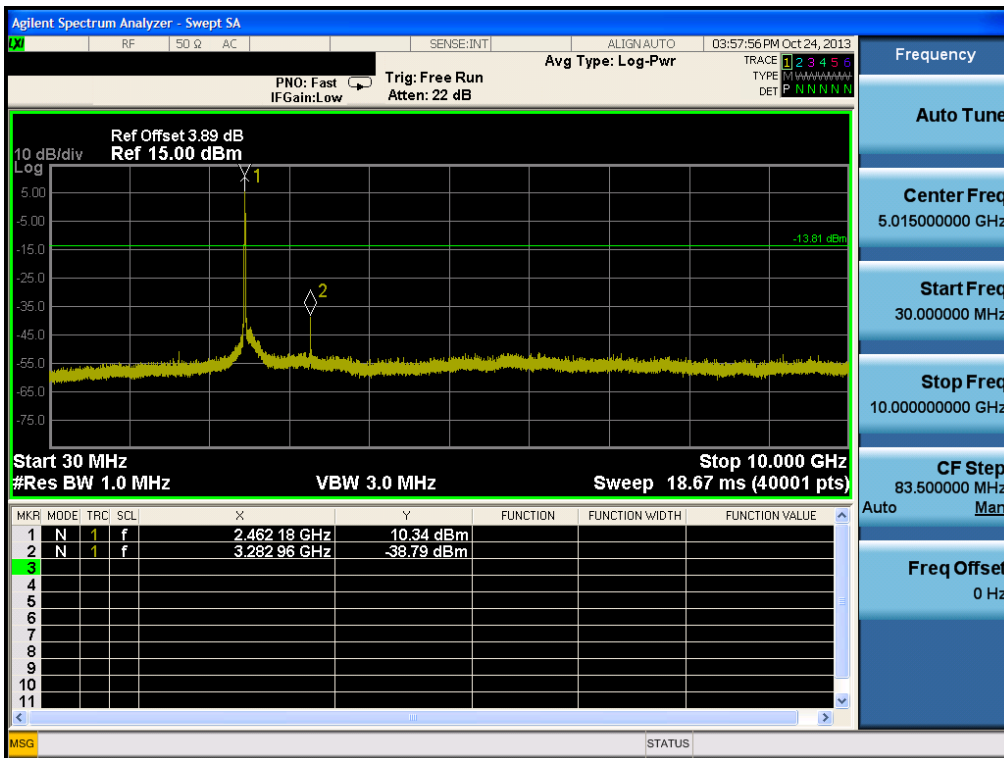 Agilent Spectrum Analyzer - Swept SA
LXI RF 50 Ω AC SENSE:INT ALIGN AUTO 03:57:56 PM Oct 24, 2013
Frequency
PNO: Fast
IFGain:Low
Trig: Free Run
Atten: 22 dB
Avg Type: Log-Pwr
TRACE 1 2 3 4 5 6
TYPE M W W W W W
DET P N N N N N
Auto Tune
Ref Offset 3.89 dB
10 dB/div Ref 15.00 dBm
Log
1
5.00
-5.00
-13.81 dBm
-15.0
-25.0
2
-35.0
-45.0
-55.0
-65.0
-75.0
Center Freq
5.015000000 GHz
Start Freq
30.000000 MHz
Stop Freq
10.000000000 GHz
Start 30 MHz Stop 10.000 GHz
#Res BW 1.0 MHz VBW 3.0 MHz Sweep 18.67 ms (40001 pts)
CF Step
83.500000 MHz
Auto Man
MKR MODE TRC SCL X Y FUNCTION FUNCTION WIDTH FUNCTION VALUE
1 N 1 f 2.462 18 GHz 10.34 dBm
2 N 1 f 3.282 96 GHz -38.79 dBm
3
4
5
6
7
8
9
10
11
Freq Offset
0 Hz
MSG STATUS